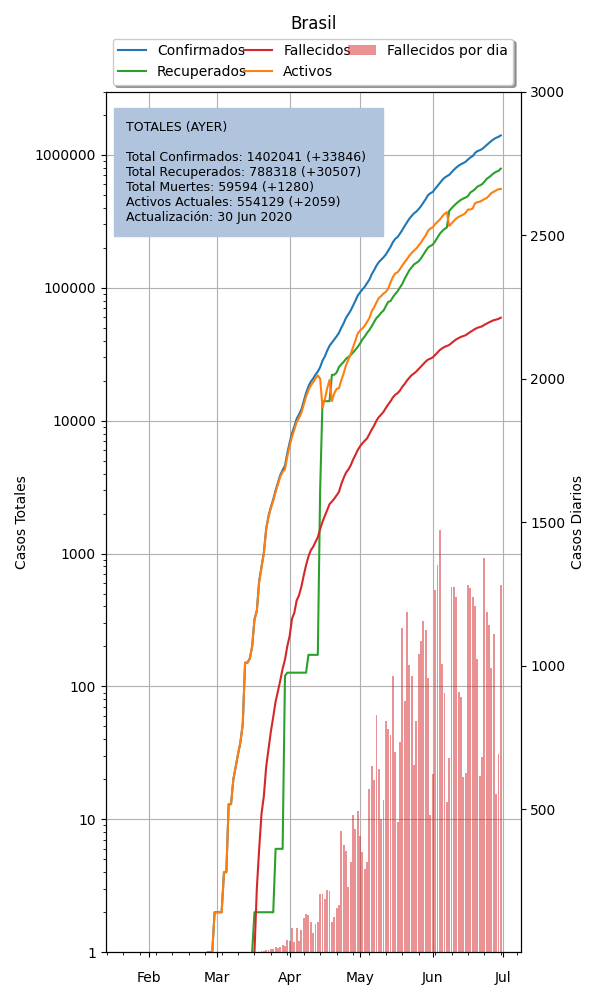 Brasil
Confirmados Fallecidos Fallecidos por dia
Recuperados Activos
3000
TOTALES (AYER)
1000000
Total Confirmados: 1402041 (+33846)
Total Recuperados: 788318 (+30507)
Total Muertes: 59594 (+1280)
Activos Actuales: 554129 (+2059)
Actualización: 30 Jun 2020
2500
100000
2000
10000
Casos Totales
Casos Diarios
1500
1000
1000
100
500
10
1
Feb Mar Apr May Jun Jul